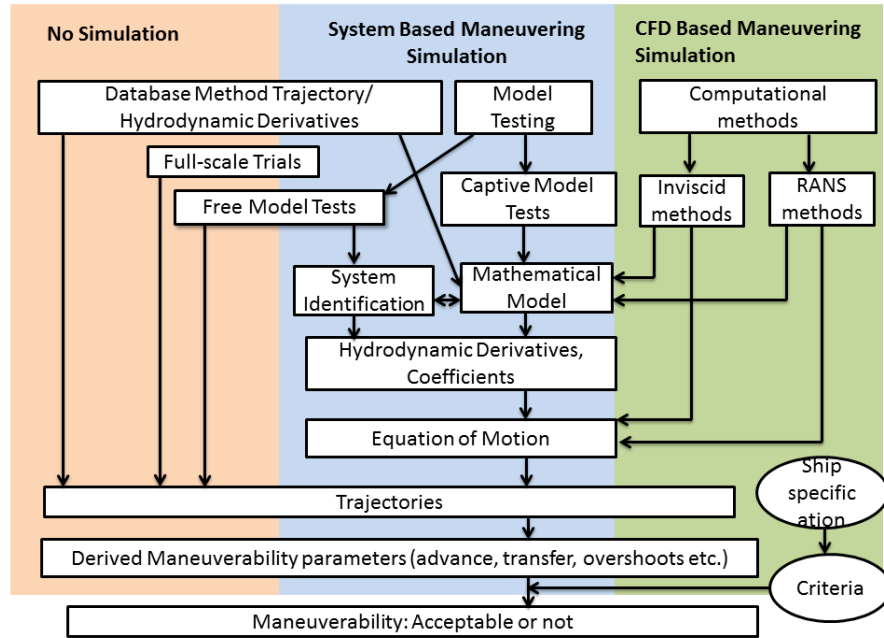 No Simulation
System Based Maneuvering
Simulation
CFD Based Maneuvering
Simulation
Database Method Trajectory/
Hydrodynamic Derivatives
Model
Testing
Computational
methods
Full-scale Trials
Free Model Tests
Captive Model
Tests
Inviscid
methods
RANS
methods
System
Identification
Mathematical
Model
Hydrodynamic Derivatives,
Coefficients
Equation of Motion
Ship
specific
ation
Trajectories
Derived Maneuverability parameters (advance, transfer, overshoots etc.)
Criteria
Maneuverability: Acceptable or not